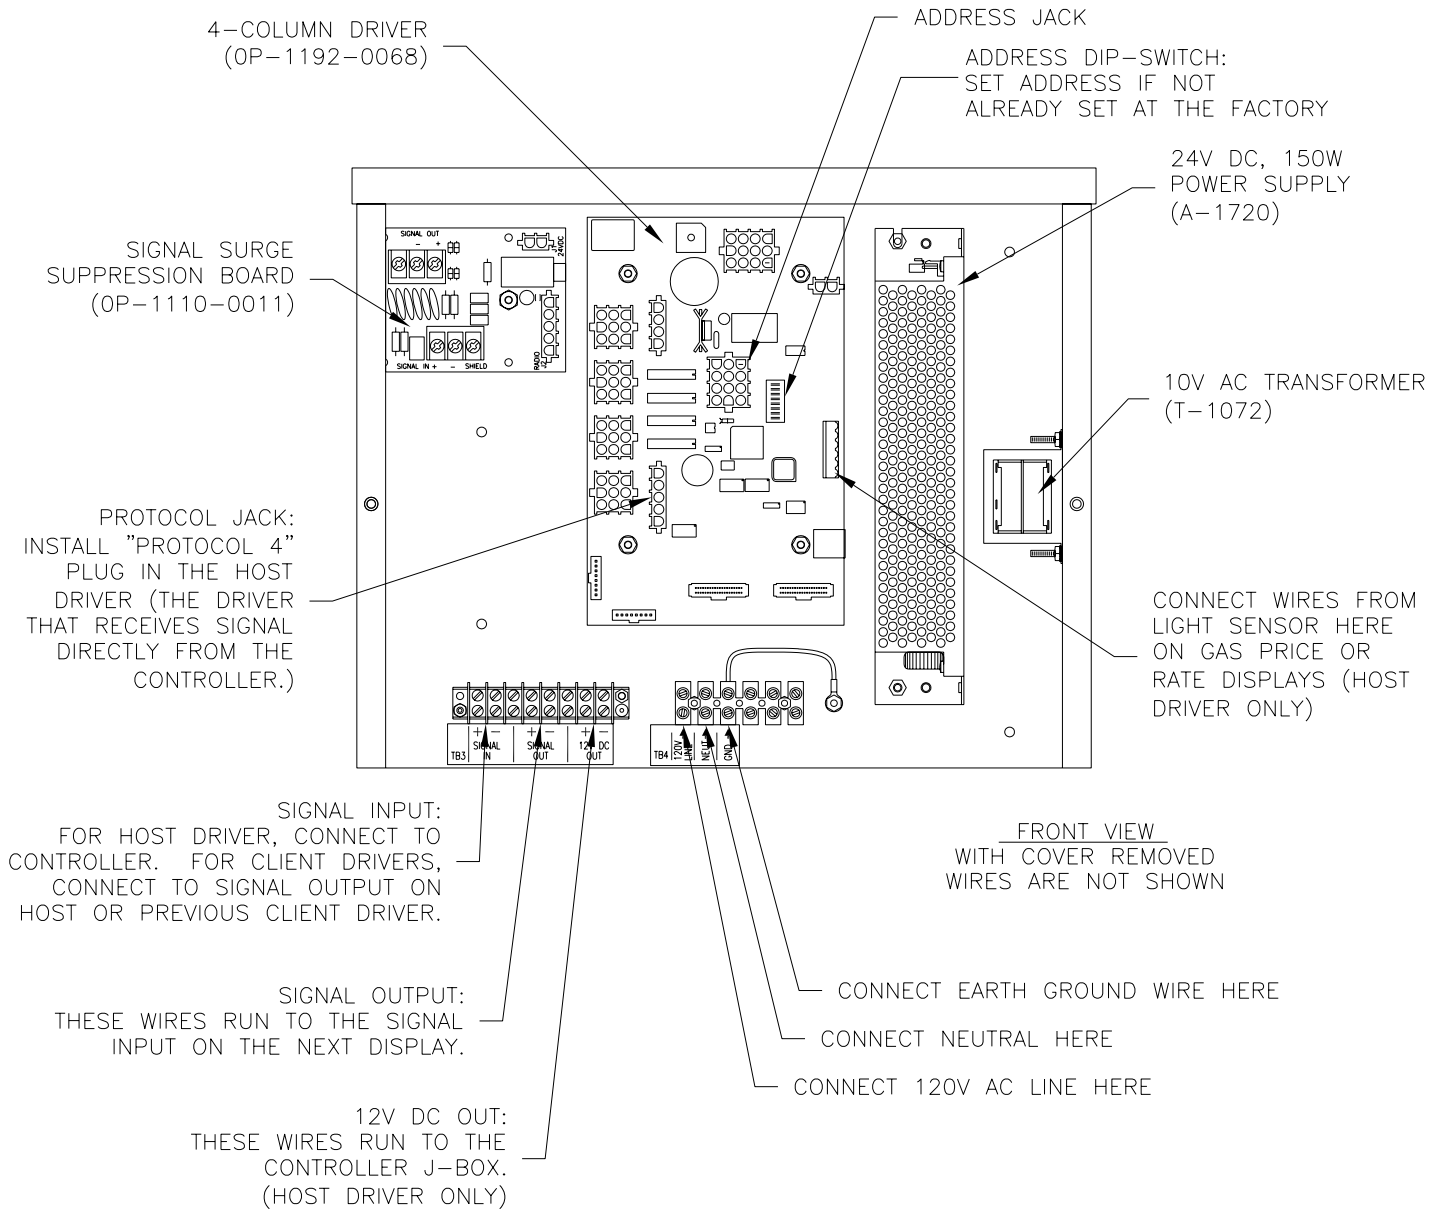 4-COLUMN DRIVER
(0P-1192-0068)
ADDRESS JACK
ADDRESS DIP-SWITCH:
SET ADDRESS IF NOT
ALREADY SET AT THE FACTORY
24V DC, 150W
POWER SUPPLY
(A-1720)
SIGNAL SURGE
SUPPRESSION BOARD
(0P-1110-0011)
SIGNAL OUT
- +
J1
24VDC
SIGNAL IN + - SHIELD
RADIO
J2
10V AC TRANSFORMER
(T-1072)
PROTOCOL JACK:
INSTALL "PROTOCOL 4"
PLUG IN THE HOST
DRIVER (THE DRIVER
THAT RECEIVES SIGNAL
DIRECTLY FROM THE
CONTROLLER.)
CONNECT WIRES FROM
LIGHT SENSOR HERE
ON GAS PRICE OR
RATE DISPLAYS (HOST
DRIVER ONLY)
TB3
+ -
SIGNAL
IN
+ -
SIGNAL
OUT
+ -
12V DC
OUT
TB4
120V
LINE
NEUT
GND
SIGNAL INPUT:
FOR HOST DRIVER, CONNECT TO
CONTROLLER. FOR CLIENT DRIVERS,
CONNECT TO SIGNAL OUTPUT ON
HOST OR PREVIOUS CLIENT DRIVER.
FRONT VIEW
WITH COVER REMOVED
WIRES ARE NOT SHOWN
SIGNAL OUTPUT:
THESE WIRES RUN TO THE SIGNAL
INPUT ON THE NEXT DISPLAY.
CONNECT EARTH GROUND WIRE HERE
CONNECT NEUTRAL HERE
CONNECT 120V AC LINE HERE
12V DC OUT:
THESE WIRES RUN TO THE
CONTROLLER J-BOX.
(HOST DRIVER ONLY)